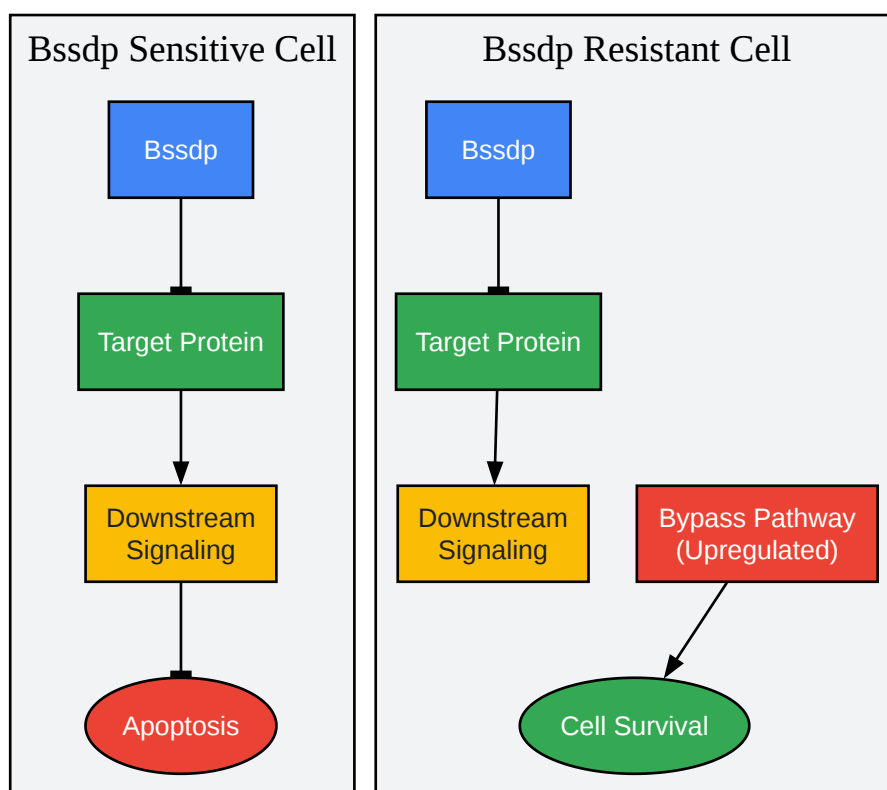 Bssdp Sensitive Cell
Bssdp
Target Protein
Downstream
Signaling
Apoptosis
Bssdp Resistant Cell
Bssdp
Target Protein
Downstream
Signaling
Bypass Pathway
(Upregulated)
Cell Survival